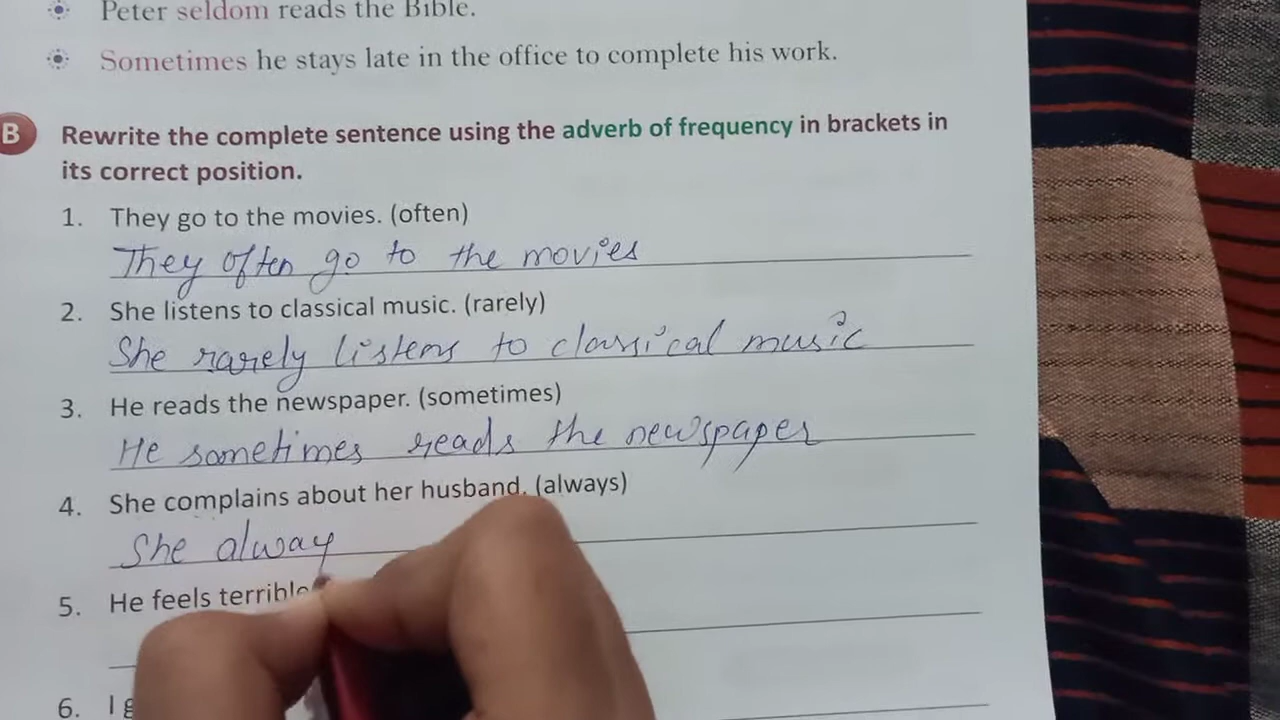 Peter seldom reads the Bible.
Sometimes he stays late in the office to complete his work.
B Rewrite the complete sentence using the adverb of frequency in brackets in
its correct position.
1. They go to the movies. (often)
They often go to the movies
2. She listens to classical music. (rarely)
She rarely listens to classical music
3. He reads the newspaper. (sometimes)
He sometimes reads the newspaper
4. She complains about her husband. (always)
She alway
5. He feels terrible
6. I